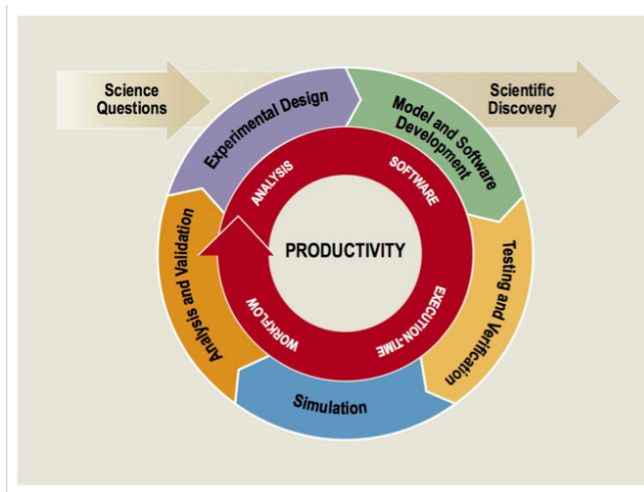 Science
Questions
Scientific
Discovery
Experimental Design
Model and Software
Development
ANALYSIS
SOFTWARE
PRODUCTIVITY
Analysis and Validation
Testing and Verification
WORKFLOW
EXECUTION-TIME
Simulation